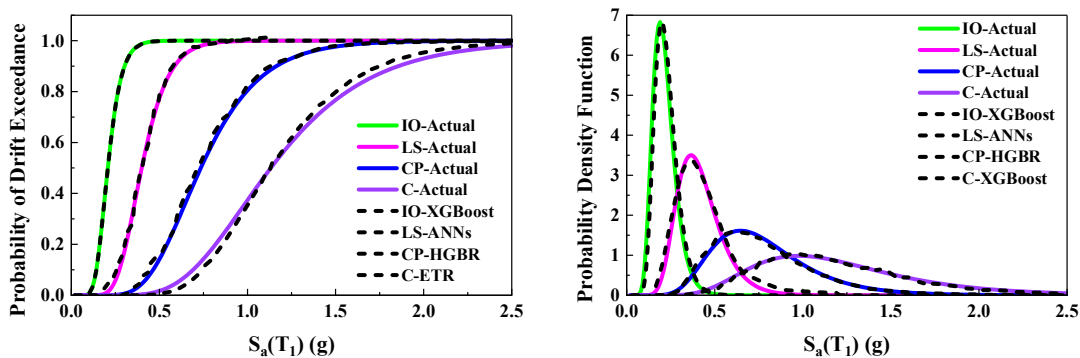 Probability of Drift Exceedance
1.0
0.8
0.6
0.4
0.2
0.0
0.0 0.5 1.0 1.5 2.0 2.5
Sₐ(T₁) (g)
IO-Actual
LS-Actual
CP-Actual
C-Actual
IO-XGBoost
LS-ANNs
CP-HGBR
C-ETR
Probability Density Function
7
6
5
4
3
2
1
0
0.0 0.5 1.0 1.5 2.0 2.5
Sₐ(T₁) (g)
IO-Actual
LS-Actual
CP-Actual
C-Actual
IO-XGBoost
LS-ANNs
CP-HGBR
C-XGBoost